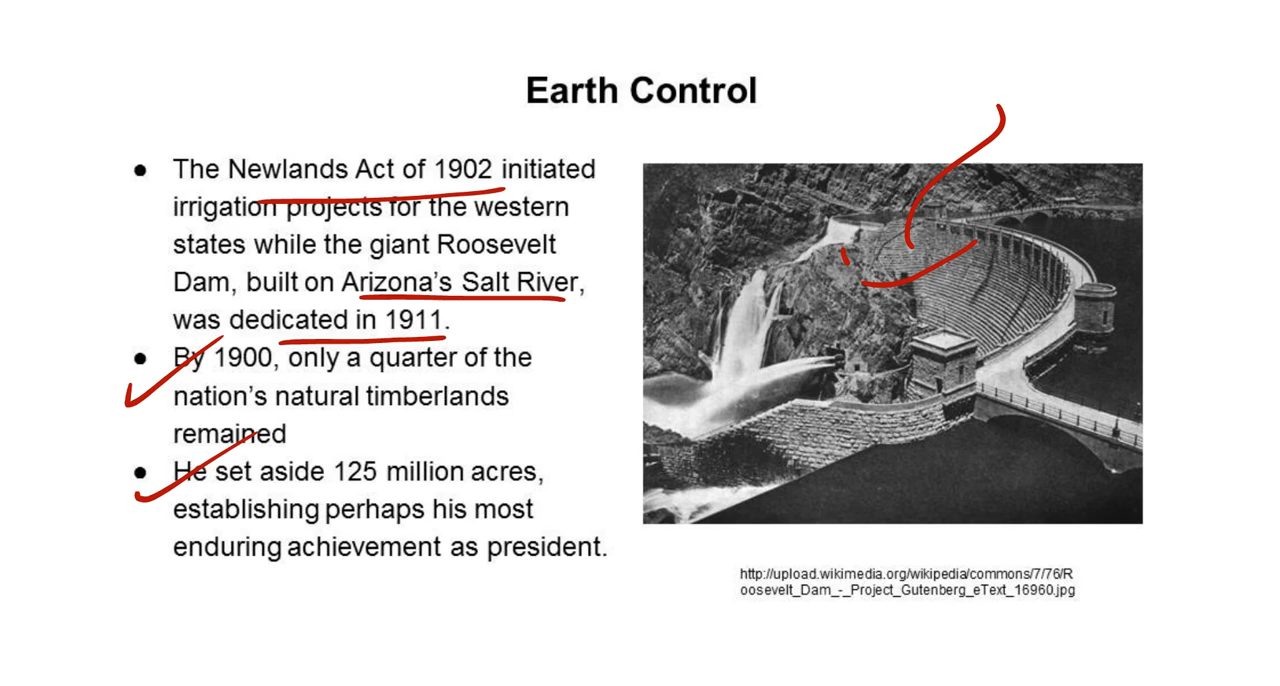 Earth Control
● The Newlands Act of 1902 initiated
irrigation projects for the western
states while the giant Roosevelt
Dam, built on Arizona's Salt River,
was dedicated in 1911.
● By 1900, only a quarter of the
nation's natural timberlands
remained
● He set aside 125 million acres,
establishing perhaps his most
enduring achievement as president.
http://upload.wikimedia.org/wikipedia/commons/7/76/R
oosevelt_Dam_-_Project_Gutenberg_eText_16960.jpg